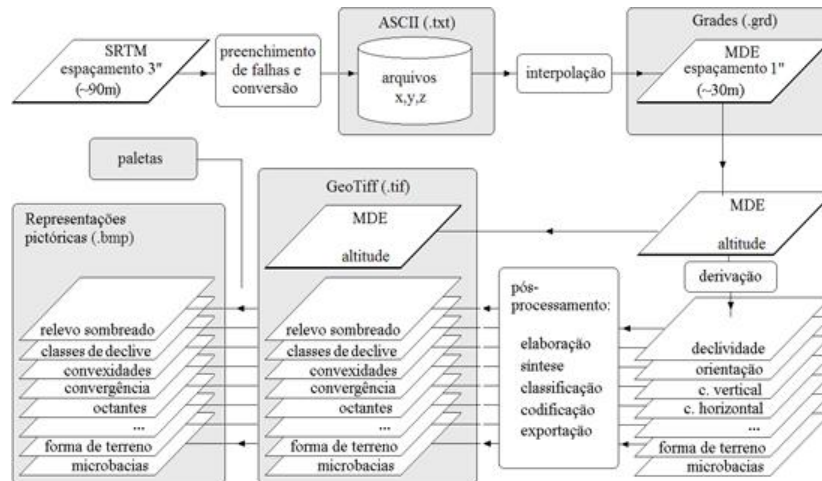 SRTM
espaçamento 3"
(~90m)
preenchimento
de falhas e
conversão
ASCII (.txt)
arquivos
x,y,z
interpolação
Grades (.grd)
MDE
espaçamento 1"
(~30m)
paletas
GeoTiff (.tif)
MDE
altitude
MDE
altitude
derivação
Representações
pictóricas (.bmp)
relevo sombreado
classes de declive
convexidades
convergência
octantes
...
forma de terreno
microbacias
relevo sombreado
classes de declive
convexidades
convergência
octantes
...
forma de terreno
microbacias
pós-
processamento:
elaboração
síntese
classificação
codificação
exportação
declividade
orientação
c. vertical
c. horizontal
...
forma de terreno
microbacias